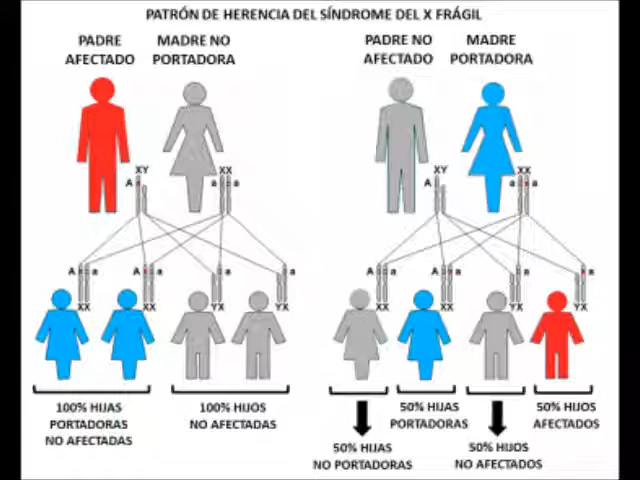 PATRÓN DE HERENCIA DEL SÍNDROME DEL X FRÁGIL
PADRE AFECTADO
MADRE NO PORTADORA
PADRE NO AFECTADO
MADRE PORTADORA
XY
A
XX
a a
XY
A
XX
a a
A a
A a
a
a
A a
A a
a
a
XX
XX
YX
YX
XX
XX
YX
YX
100% HIJAS
PORTADORAS
NO AFECTADAS
100% HIJOS
NO AFECTADAS
50% HIJAS
NO PORTADORAS
50% HIJAS
PORTADORAS
50% HIJOS
NO AFECTADOS
50% HIJOS
AFECTADOS